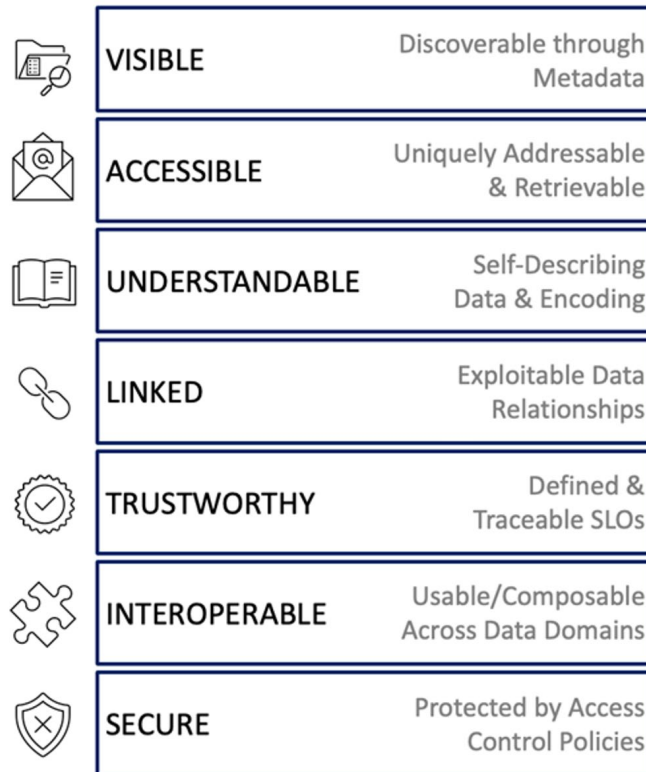 VISIBLE
Discoverable through
Metadata
@
ACCESSIBLE
Uniquely Addressable
& Retrievable
UNDERSTANDABLE
Self-Describing
Data & Encoding
LINKED
Exploitable Data
Relationships
TRUSTWORTHY
Defined &
Traceable SLOs
INTEROPERABLE
Usable/Composable
Across Data Domains
SECURE
Protected by Access
Control Policies